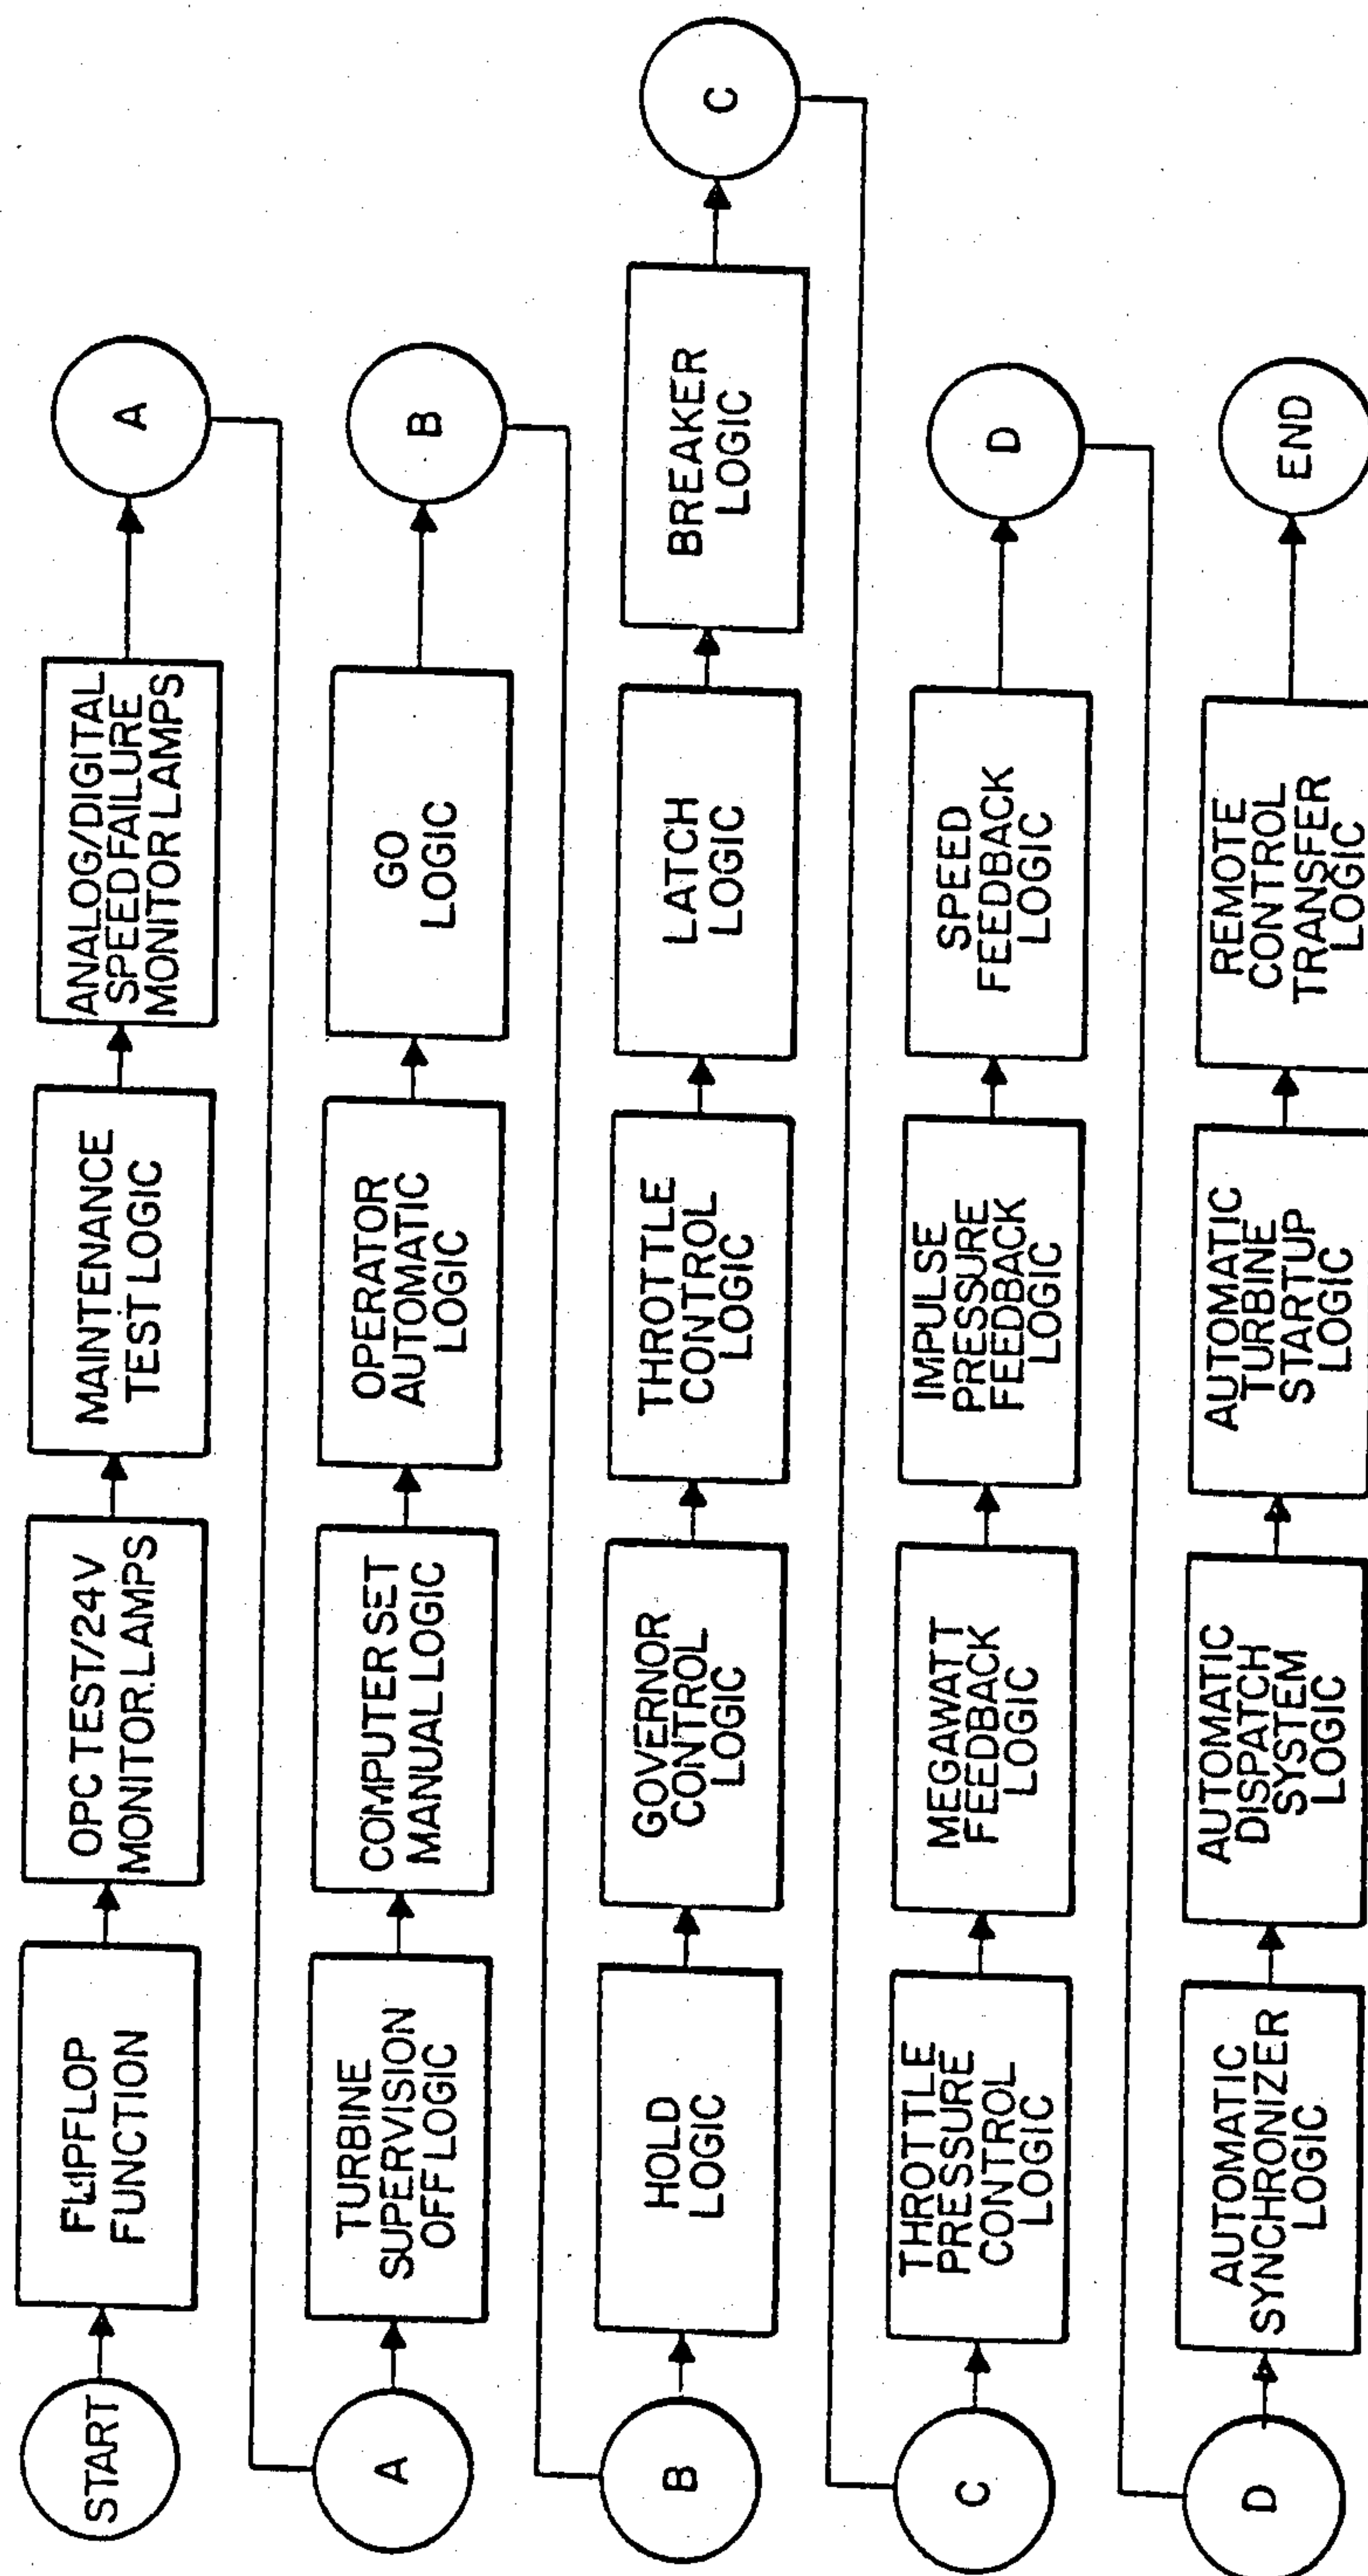 START
FLIPFLOP
FUNCTION
OPC TEST/24V
MONITOR LAMPS
MAINTENANCE
TEST LOGIC
ANALOG/DIGITAL
SPEED FAILURE
MONITOR LAMPS
A
A
TURBINE
SUPERVISION
OFF LOGIC
COMPUTER SET
MANUAL LOGIC
OPERATOR
AUTOMATIC
LOGIC
GO
LOGIC
B
B
HOLD
LOGIC
GOVERNOR
CONTROL
LOGIC
THROTTLE
CONTROL
LOGIC
LATCH
LOGIC
BREAKER
LOGIC
C
C
THROTTLE
PRESSURE
CONTROL
LOGIC
MEGAWATT
FEEDBACK
LOGIC
IMPULSE
PRESSURE
FEEDBACK
LOGIC
SPEED
FEEDBACK
LOGIC
D
D
AUTOMATIC
SYNCHRONIZER
LOGIC
AUTOMATIC
DISPATCH
SYSTEM
LOGIC
AUTOMATIC
TURBINE
STARTUP
LOGIC
REMOTE
CONTROL
TRANSFER
LOGIC
END